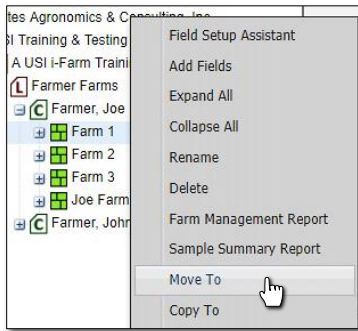 tes Agronomics & Consulting, Inc
SI Training & Testing
A USI i-Farm Traini
L Farmer Farms
C Farmer, Joe
Farm 1
Farm 2
Farm 3
Joe Farm
C Farmer, John
Field Setup Assistant
Add Fields
Expand All
Collapse All
Rename
Delete
Farm Management Report
Sample Summary Report
Move To
Copy To